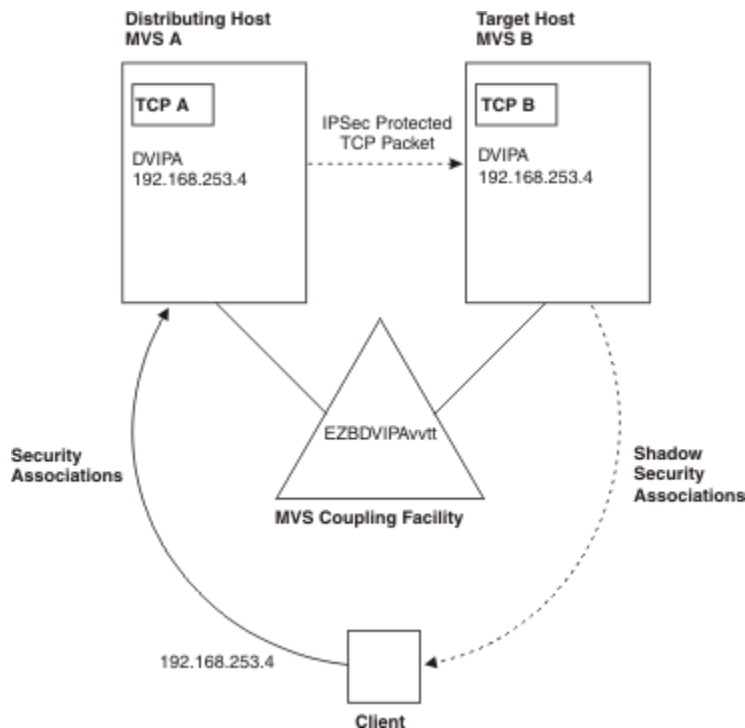 Distributing Host
MVS A
Target Host
MVS B
TCP A
IPSec Protected
TCP Packet
TCP B
DVIPA
192.168.253.4
DVIPA
192.168.253.4
EZBDVIPAvvtt
Security
Associations
Shadow
Security
Associations
MVS Coupling Facility
192.168.253.4
Client